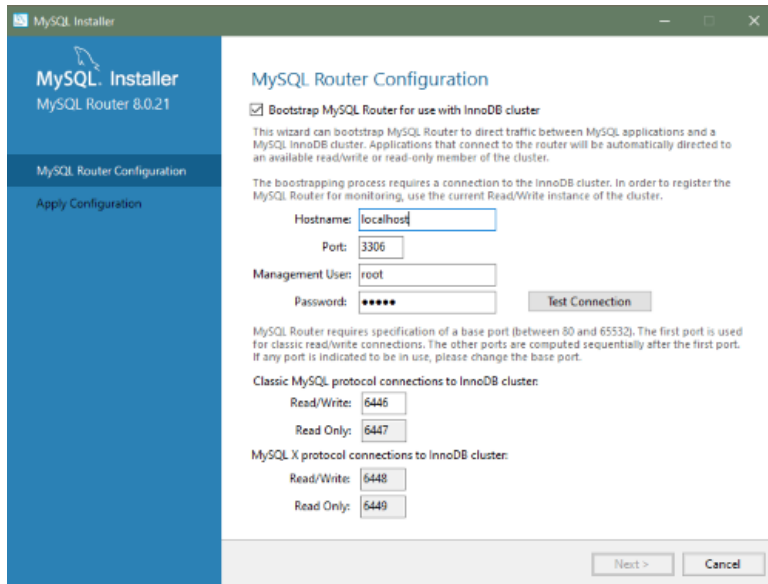 MySQL Installer
MySQL. Installer
MySQL Router 8.0.21
MySQL Router Configuration
Apply Configuration
MySQL Router Configuration
Bootstrap MySQL Router for use with InnoDB cluster
This wizard can bootstrap MySQL Router to direct traffic between MySQL applications and a
MySQL InnoDB cluster. Applications that connect to the router will be automatically directed to
an available read/write or read-only member of the cluster.
The boostrapping process requires a connection to the InnoDB cluster. In order to register the
MySQL Router for monitoring, use the current Read/Write instance of the cluster.
Hostname: localhost
Port: 3306
Management User: root
Password: ●●●●● Test Connection
MySQL Router requires specification of a base port (between 80 and 65532). The first port is used
for classic read/write connections. The other ports are computed sequentially after the first port.
If any port is indicated to be in use, please change the base port.
Classic MySQL protocol connections to InnoDB cluster:
Read/Write: 6446
Read Only: 6447
MySQL X protocol connections to InnoDB cluster:
Read/Write: 6448
Read Only: 6449
Next > Cancel